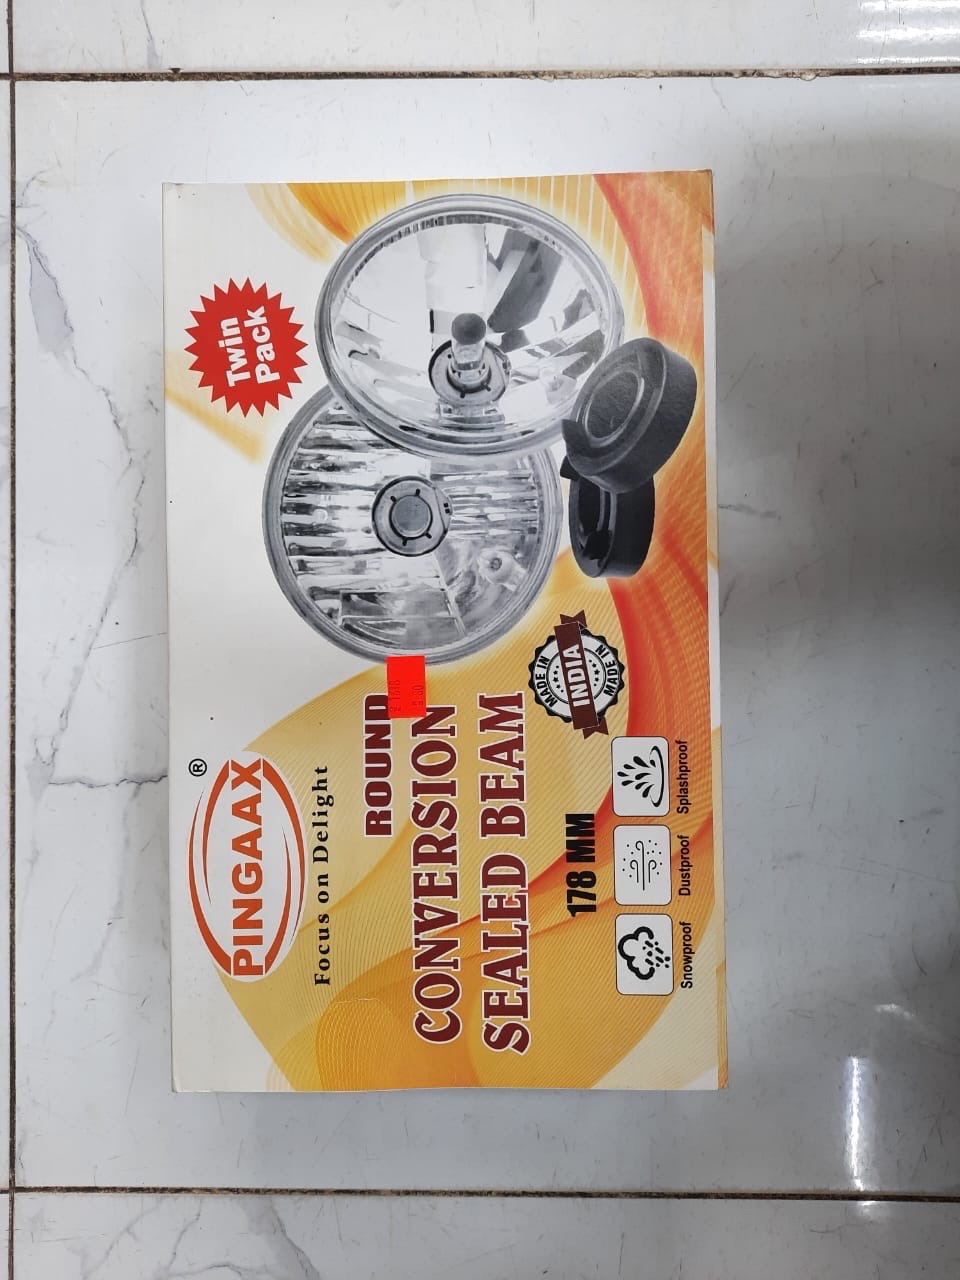 Twin
Pack
PINGAAX®
Focus on Delight
ROUND
CONVERSION
SEALED BEAM
178 MM
MADE IN
INDIA
MADE IN
Snowproof
Dustproof
Splashproof